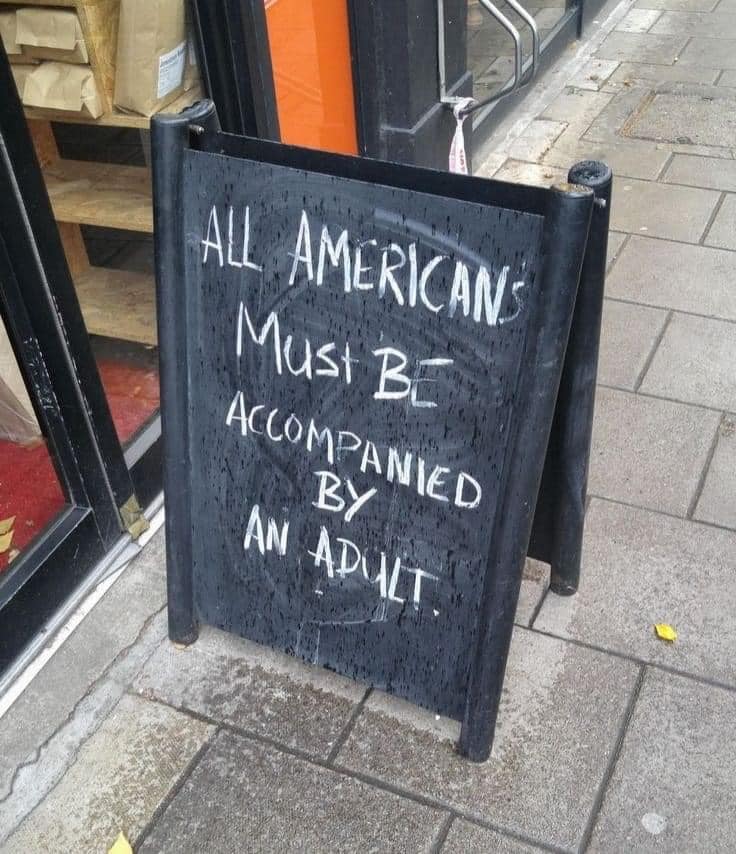 ALL AMERICANS
MUSt BE
ACCOMPANIED
BY
AN ADULT.